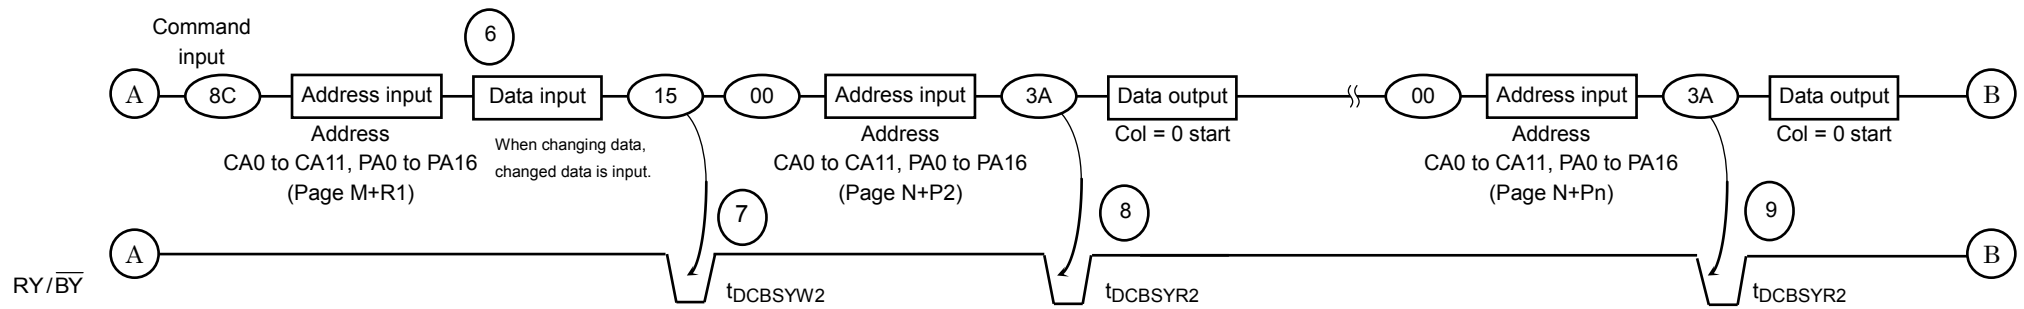 Command
input
6
A 8C Address input Data input 15 00 Address input 3A Data output 00 Address input 3A Data output B
Address
CA0 to CA11, PA0 to PA16
(Page M+R1)
When changing data,
changed data is input.
Address
CA0 to CA11, PA0 to PA16
(Page N+P2)
Col = 0 start
Address
CA0 to CA11, PA0 to PA16
(Page N+Pn)
Col = 0 start
7
8
9
A B
RY/BY
tDCBSYW2 tDCBSYR2 tDCBSYR2